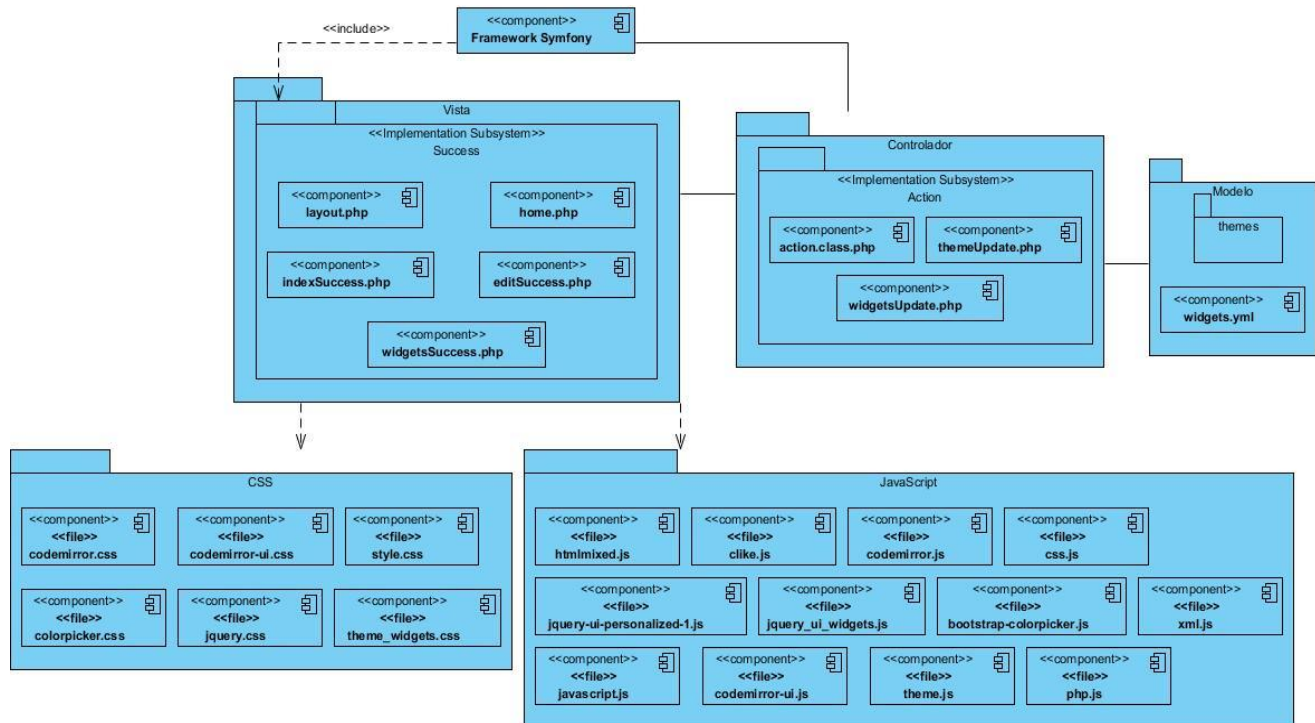 <<component>>
Framework Symfony
<<include>>
Vista
<<Implementation Subsystem>>
Success
<<component>>
layout.php
<<component>>
home.php
<<component>>
indexSuccess.php
<<component>>
editSuccess.php
<<component>>
widgetsSuccess.php
Controlador
<<Implementation Subsystem>>
Action
<<component>>
action.class.php
<<component>>
themeUpdate.php
<<component>>
widgetsUpdate.php
Modelo
themes
<<component>>
widgets.yml
CSS
<<component>>
<<file>>
codemirror.css
<<component>>
<<file>>
codemirror-ui.css
<<component>>
<<file>>
style.css
<<component>>
<<file>>
colorpicker.css
<<component>>
<<file>>
jquery.css
<<component>>
<<file>>
theme_widgets.css
JavaScript
<<component>>
<<file>>
htmlmixed.js
<<component>>
<<file>>
clike.js
<<component>>
<<file>>
codemirror.js
<<component>>
<<file>>
css.js
<<component>>
<<file>>
jquery-ui-personalized-1.js
<<component>>
<<file>>
jquery_ui_widgets.js
<<component>>
<<file>>
bootstrap-colorpicker.js
<<component>>
<<file>>
xml.js
<<component>>
<<file>>
javascript.js
<<component>>
<<file>>
codemirror-ui.js
<<component>>
<<file>>
theme.js
<<component>>
<<file>>
php.js